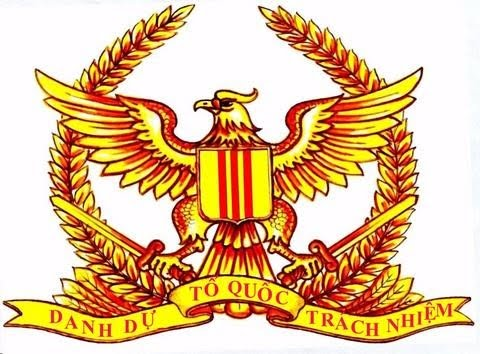 DANH DỰ
TỔ QUỐC
TRÁCH NHIỆM